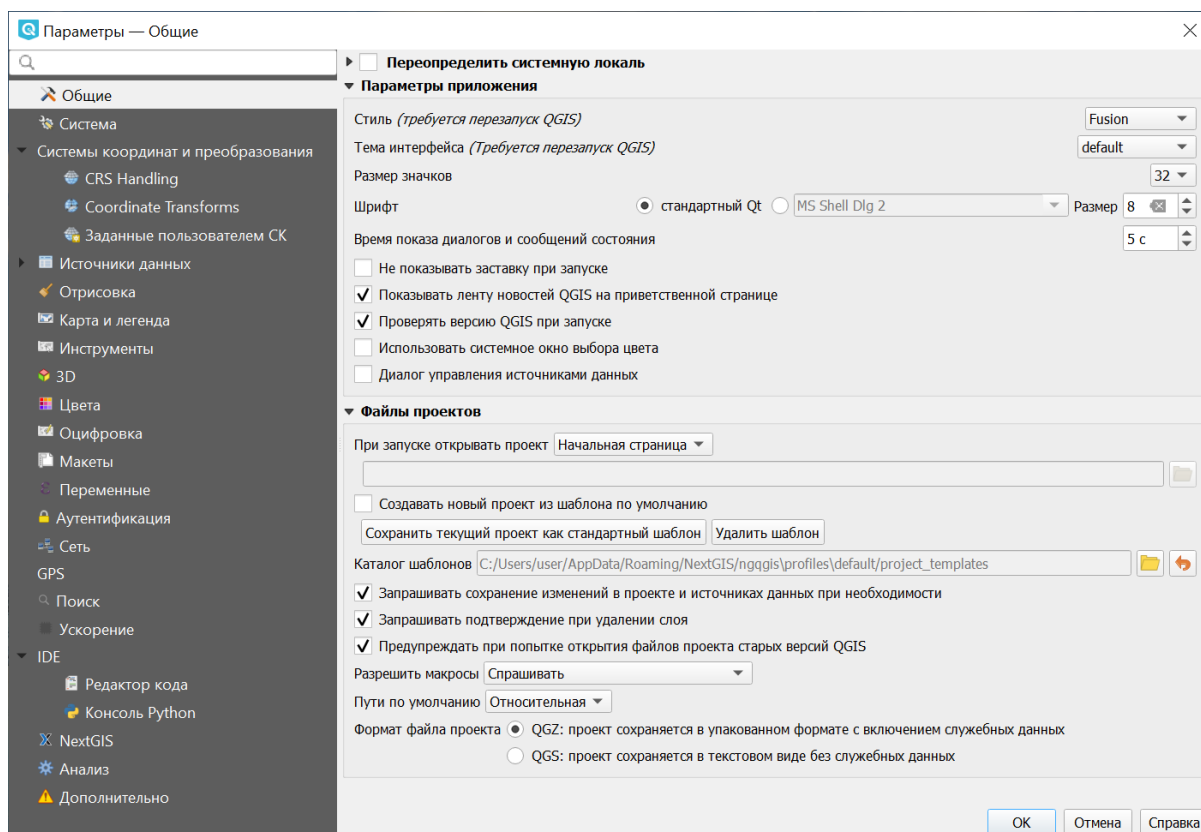 Параметры — Общие
Общие
Система
Системы координат и преобразования
CRS Handling
Coordinate Transforms
Заданные пользователем СК
Источники данных
Отрисовка
Карта и легенда
Инструменты
3D
Цвета
Оцифровка
Макеты
Переменные
Аутентификация
Сеть
GPS
Поиск
Ускорение
IDE
Редактор кода
Консоль Python
NextGIS
Анализ
Дополнительно
Переопределить системную локаль
Параметры приложения
Стиль (требуется перезапуск QGIS) Fusion
Тема интерфейса (Требуется перезапуск QGIS) default
Размер значков 32
Шрифт стандартный Qt MS Shell Dlg 2 Размер 8
Время показа диалогов и сообщений состояния 5 с
Не показывать заставку при запуске
Показывать ленту новостей QGIS на приветственной странице
Проверять версию QGIS при запуске
Использовать системное окно выбора цвета
Диалог управления источниками данных
Файлы проектов
При запуске открывать проект Начальная страница
Создавать новый проект из шаблона по умолчанию
Сохранить текущий проект как стандартный шаблон Удалить шаблон
Каталог шаблонов C:/Users/user/AppData/Roaming/NextGIS/ngqgis\profiles\default/project_templates
Запрашивать сохранение изменений в проекте и источниках данных при необходимости
Запрашивать подтверждение при удалении слоя
Предупреждать при попытке открытия файлов проекта старых версий QGIS
Разрешить макросы Спрашивать
Пути по умолчанию Относительная
Формат файла проекта QGZ: проект сохраняется в упакованном формате с включением служебных данных
QGS: проект сохраняется в текстовом виде без служебных данных
OK Отмена Справка